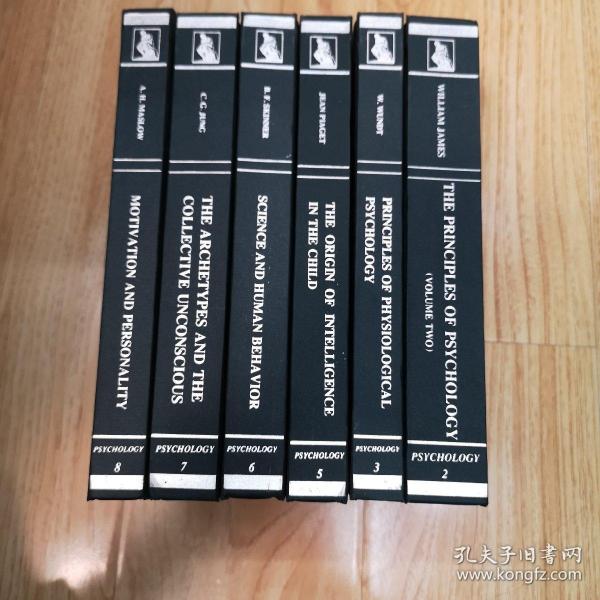 A. H. MASLOW
MOTIVATION AND PERSONALITY
PSYCHOLOGY
8
C. G. JUNG
THE ARCHETYPES AND THE
COLLECTIVE UNCONSCIOUS
PSYCHOLOGY
7
B. F. SKINNER
SCIENCE AND HUMAN BEHAVIOR
PSYCHOLOGY
6
JEAN PIAGET
THE ORIGIN OF INTELLIGENCE
IN THE CHILD
PSYCHOLOGY
5
W. WUNDT
PRINCIPLES OF PHYSIOLOGICAL
PSYCHOLOGY
PSYCHOLOGY
3
WILLIAM JAMES
THE PRINCIPLES OF PSYCHOLOGY
(VOLUME TWO)
PSYCHOLOGY
2
孔夫子旧书网
www.kongfz.com